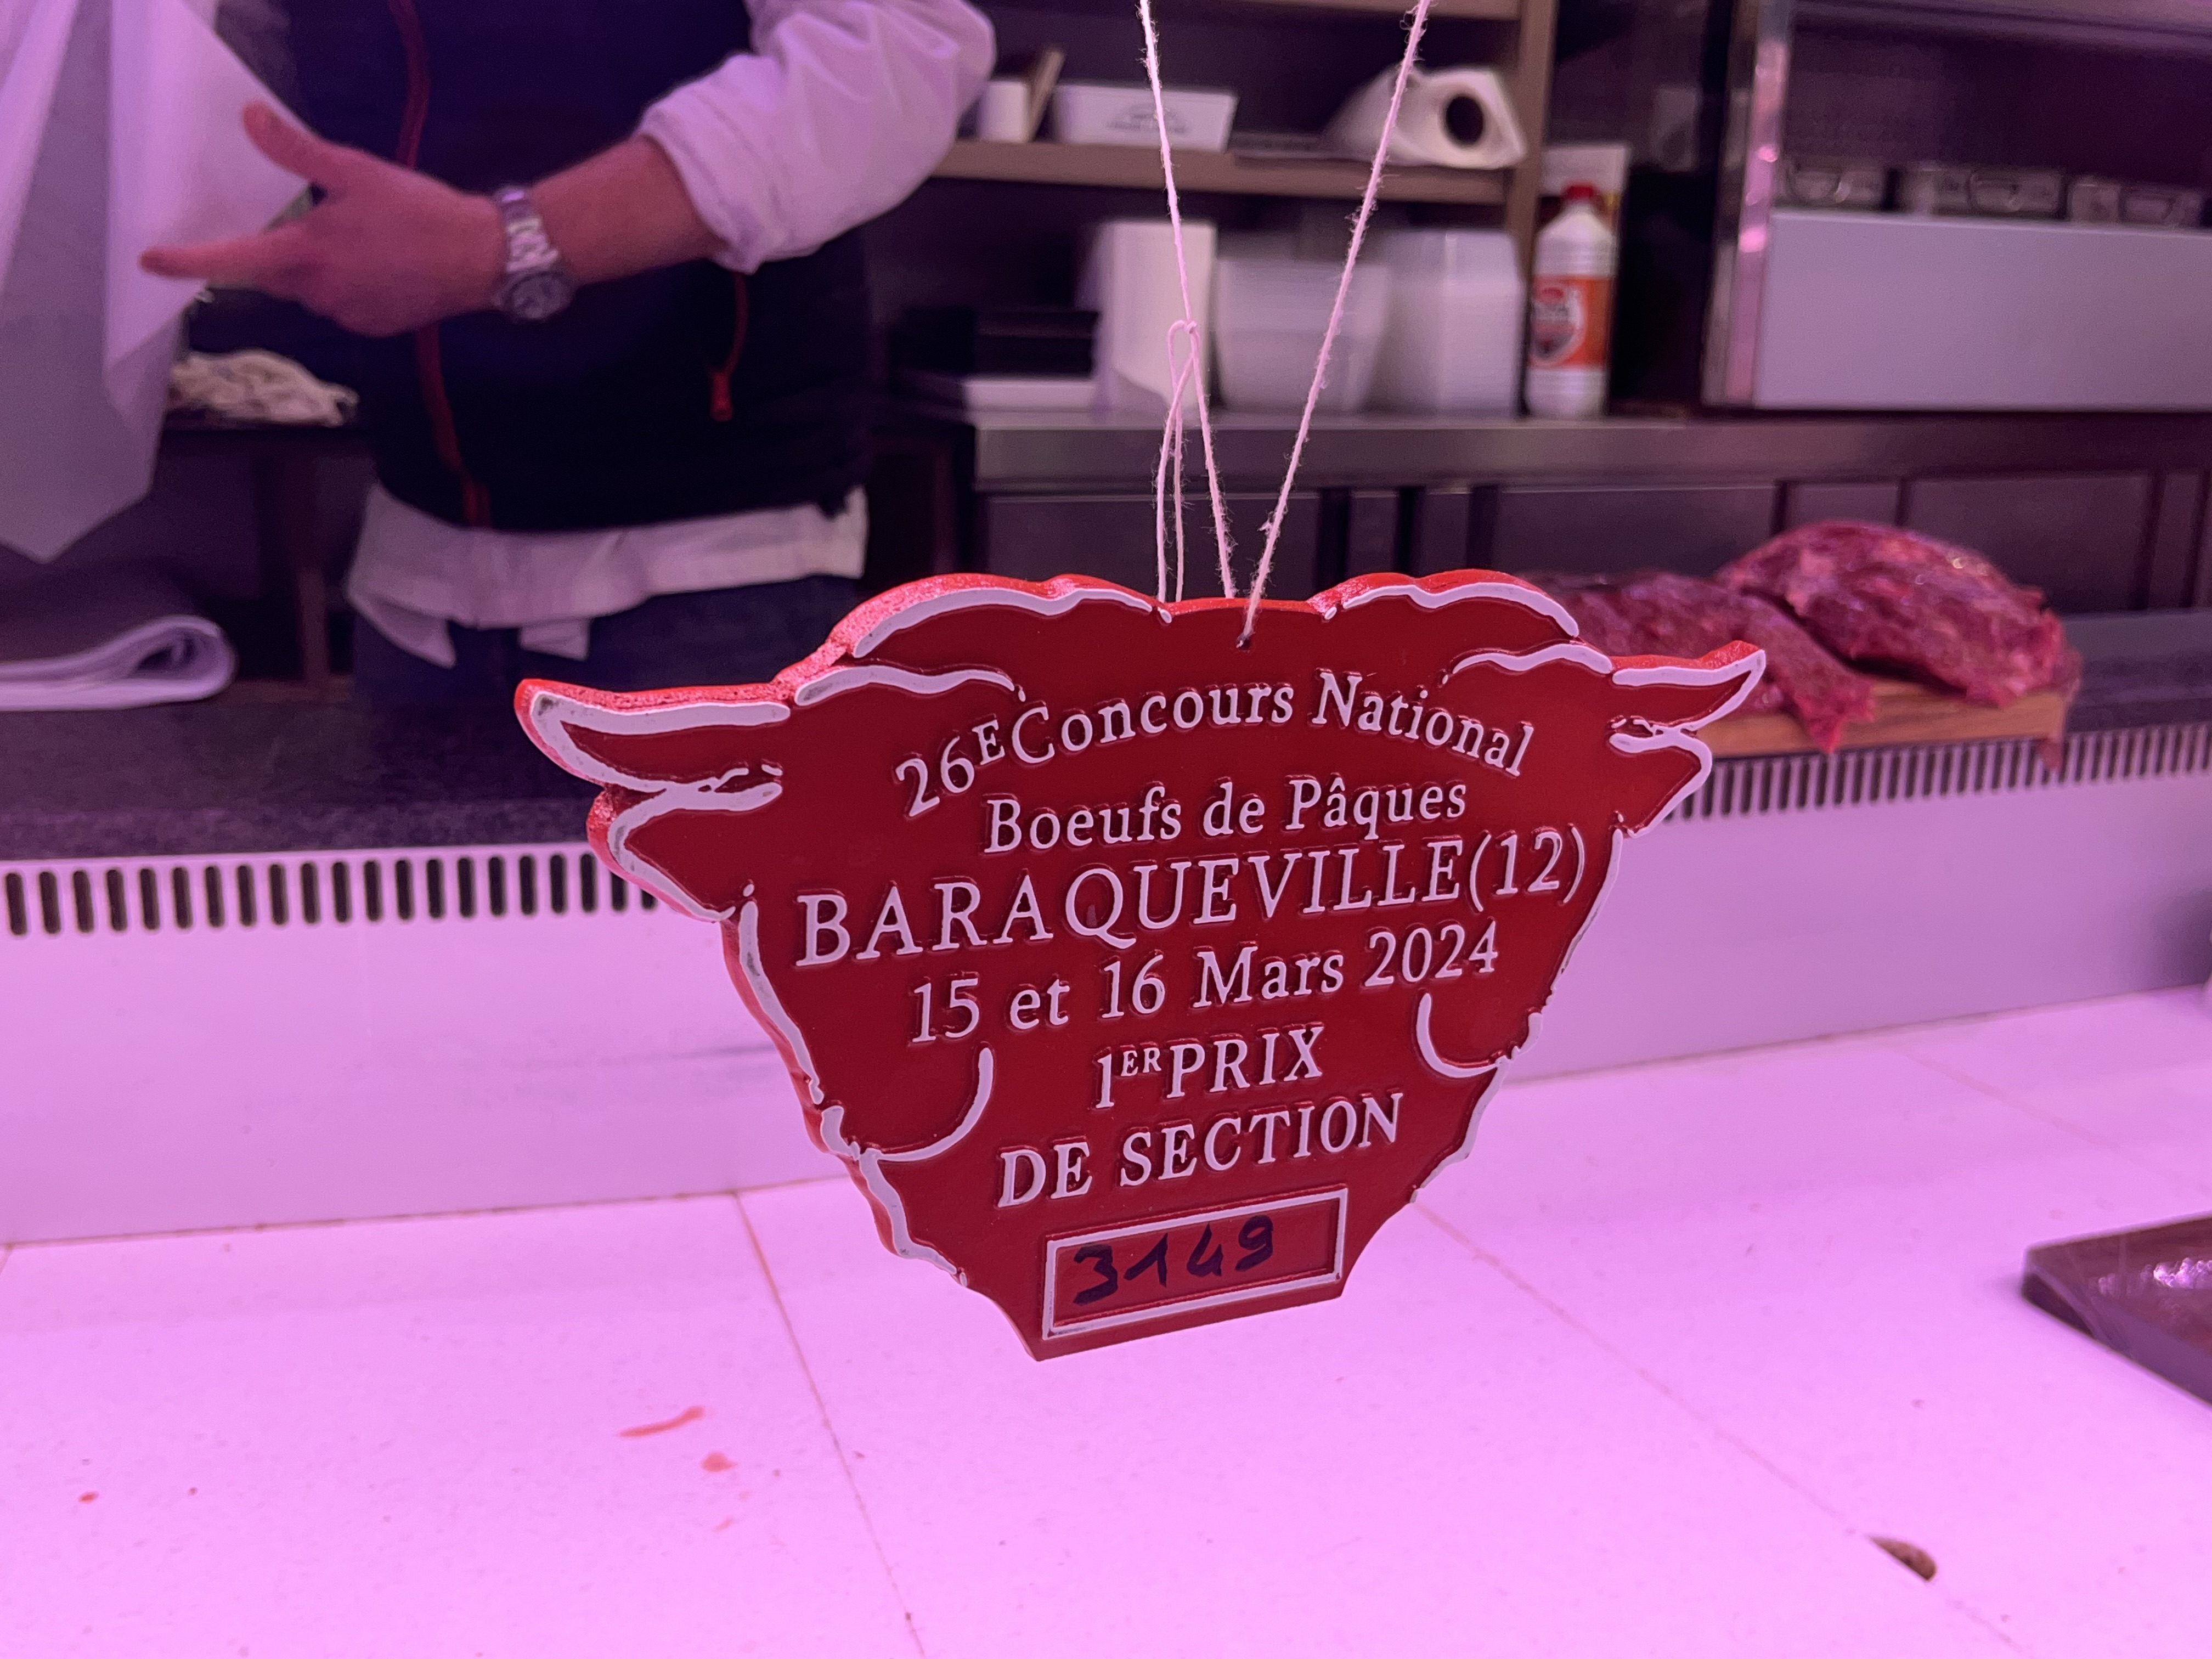 26E Concours National
Boeufs de Pâques
BARAQUEVILLE(12)
15 et 16 Mars 2024
1ER PRIX
DE SECTION
3149